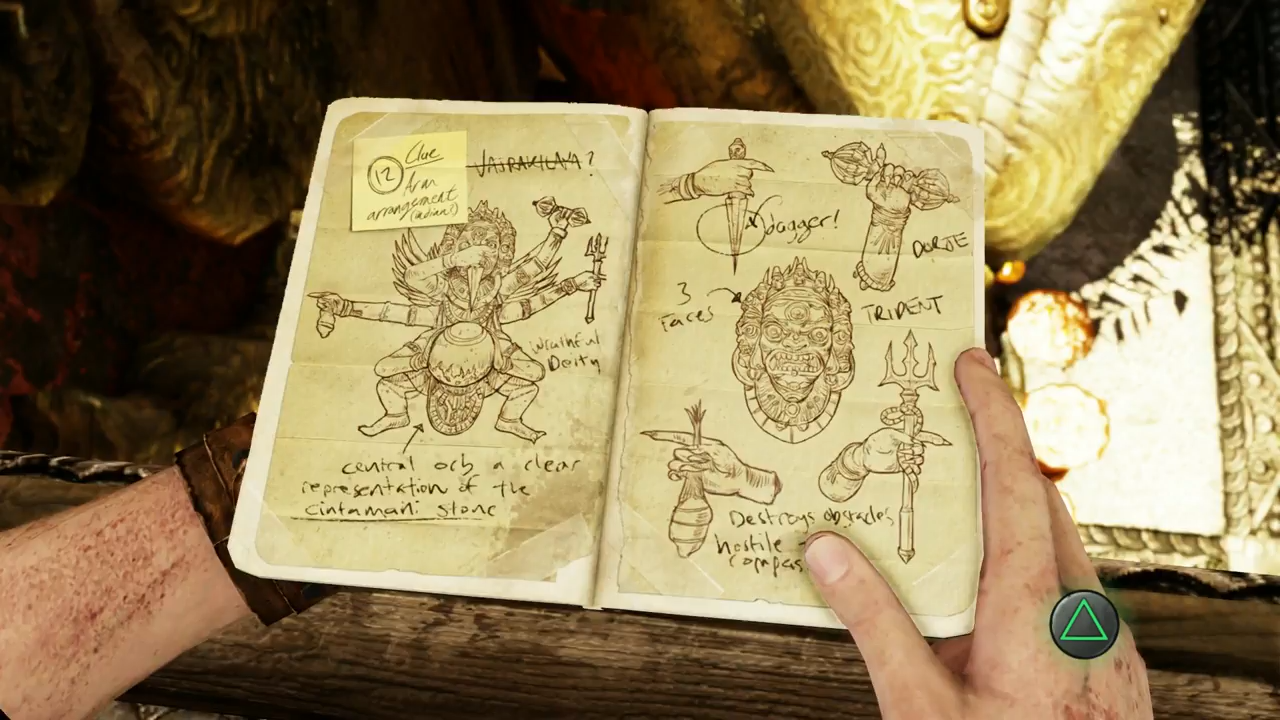 Clue
12
Arm
arrangement
(indian?)
VAJRAKILAYA ?
Wrathful
Deity
central orb a clear
representation of the
cintamani stone
dagger!
DORJE
3
Faces
TRIDENT
Destroys obstacles
hostile
compas